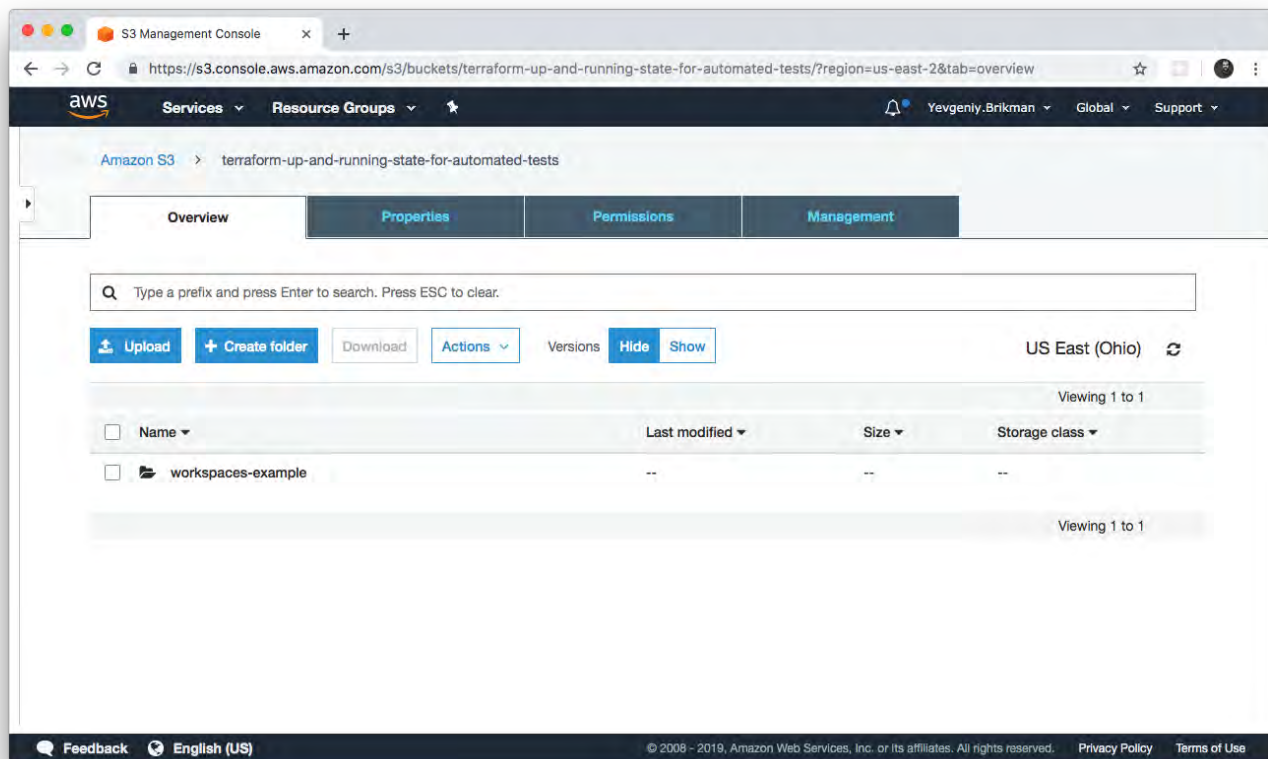 S3 Management Console
https://s3.console.aws.amazon.com/s3/buckets/terraform-up-and-running-state-for-automated-tests/?region=us-east-2&tab=overview
aws Services Resource Groups Yevgeniy.Brikman Global Support
Amazon S3 > terraform-up-and-running-state-for-automated-tests
Overview Properties Permissions Management
Type a prefix and press Enter to search. Press ESC to clear.
Upload + Create folder Download Actions Versions Hide Show US East (Ohio)
Viewing 1 to 1
Name Last modified Size Storage class
workspaces-example -- -- --
Viewing 1 to 1
Feedback English (US) © 2008 - 2019, Amazon Web Services, Inc. or its affiliates. All rights reserved. Privacy Policy Terms of Use